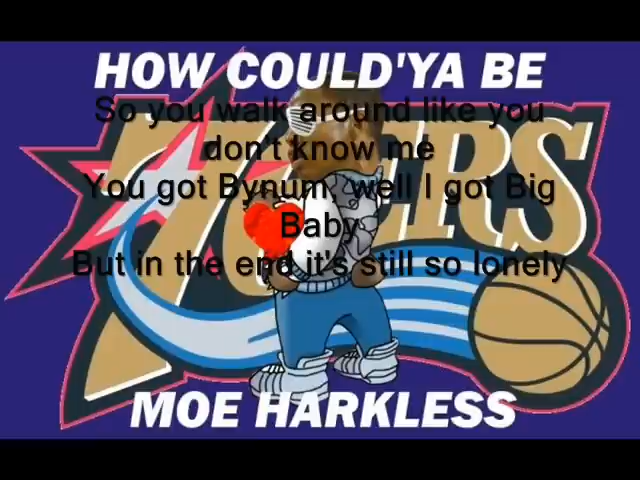 HOW COULD'YA BE
So you walk around like you
don't know me
You got Bynum, well I got Big
Baby
But in the end it's still so lonely
76ERS
MOE HARKLESS